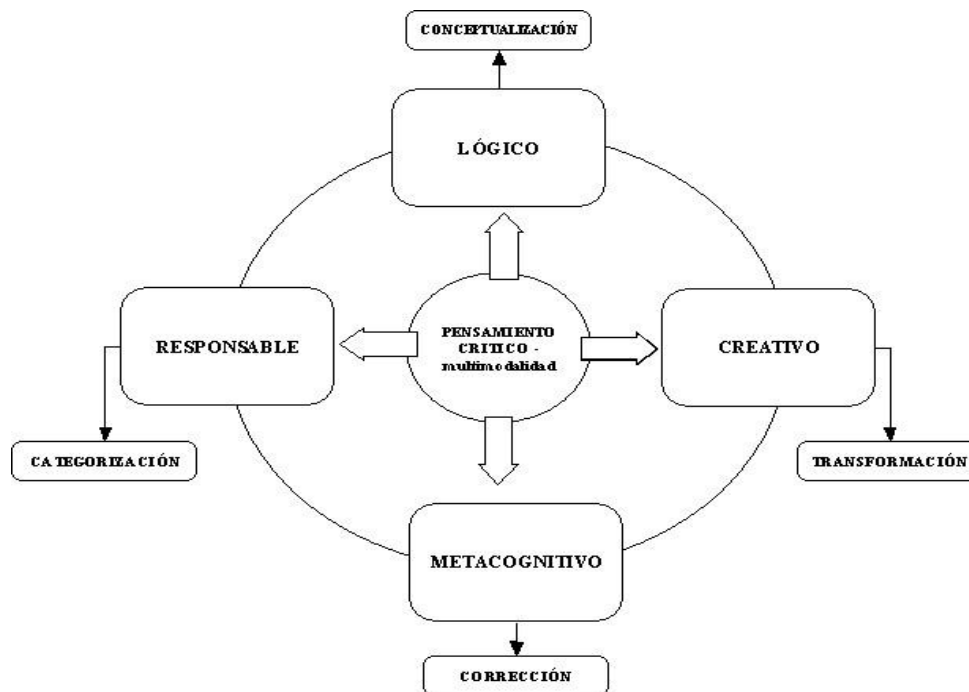 CONCEPTUALIZACIÓN
LÓGICO
RESPONSABLE
PENSAMIENTO
CRITICO -
multimodalidad
CREATIVO
CATEGORIZACIÓN
TRANSFORMACIÓN
METACOGNITIVO
CORRECCIÓN